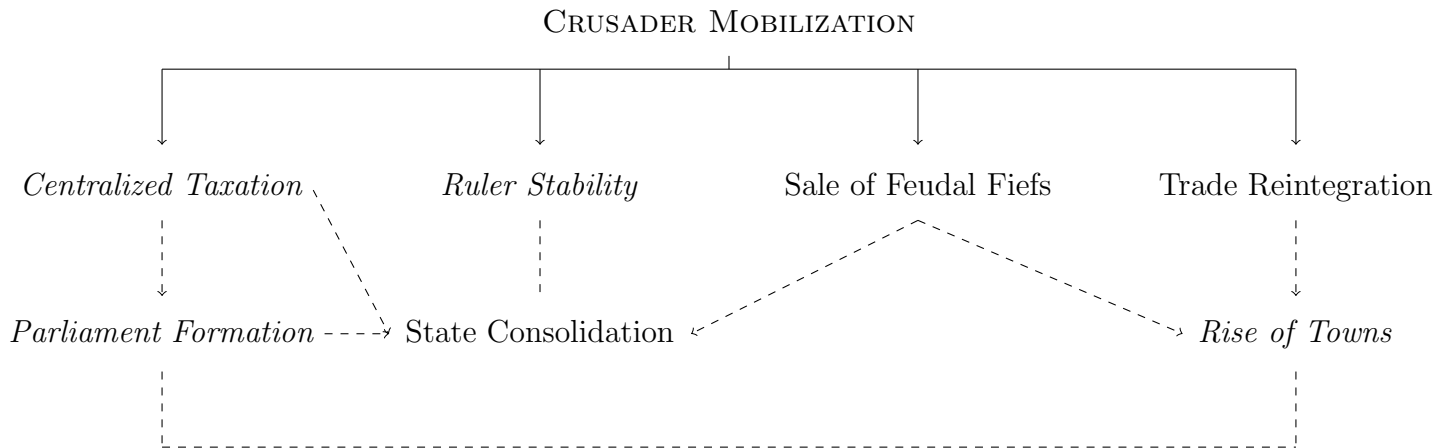 Crusader Mobilization
Centralized Taxation
Ruler Stability
Sale of Feudal Fiefs
Trade Reintegration
Parliament Formation
State Consolidation
Rise of Towns